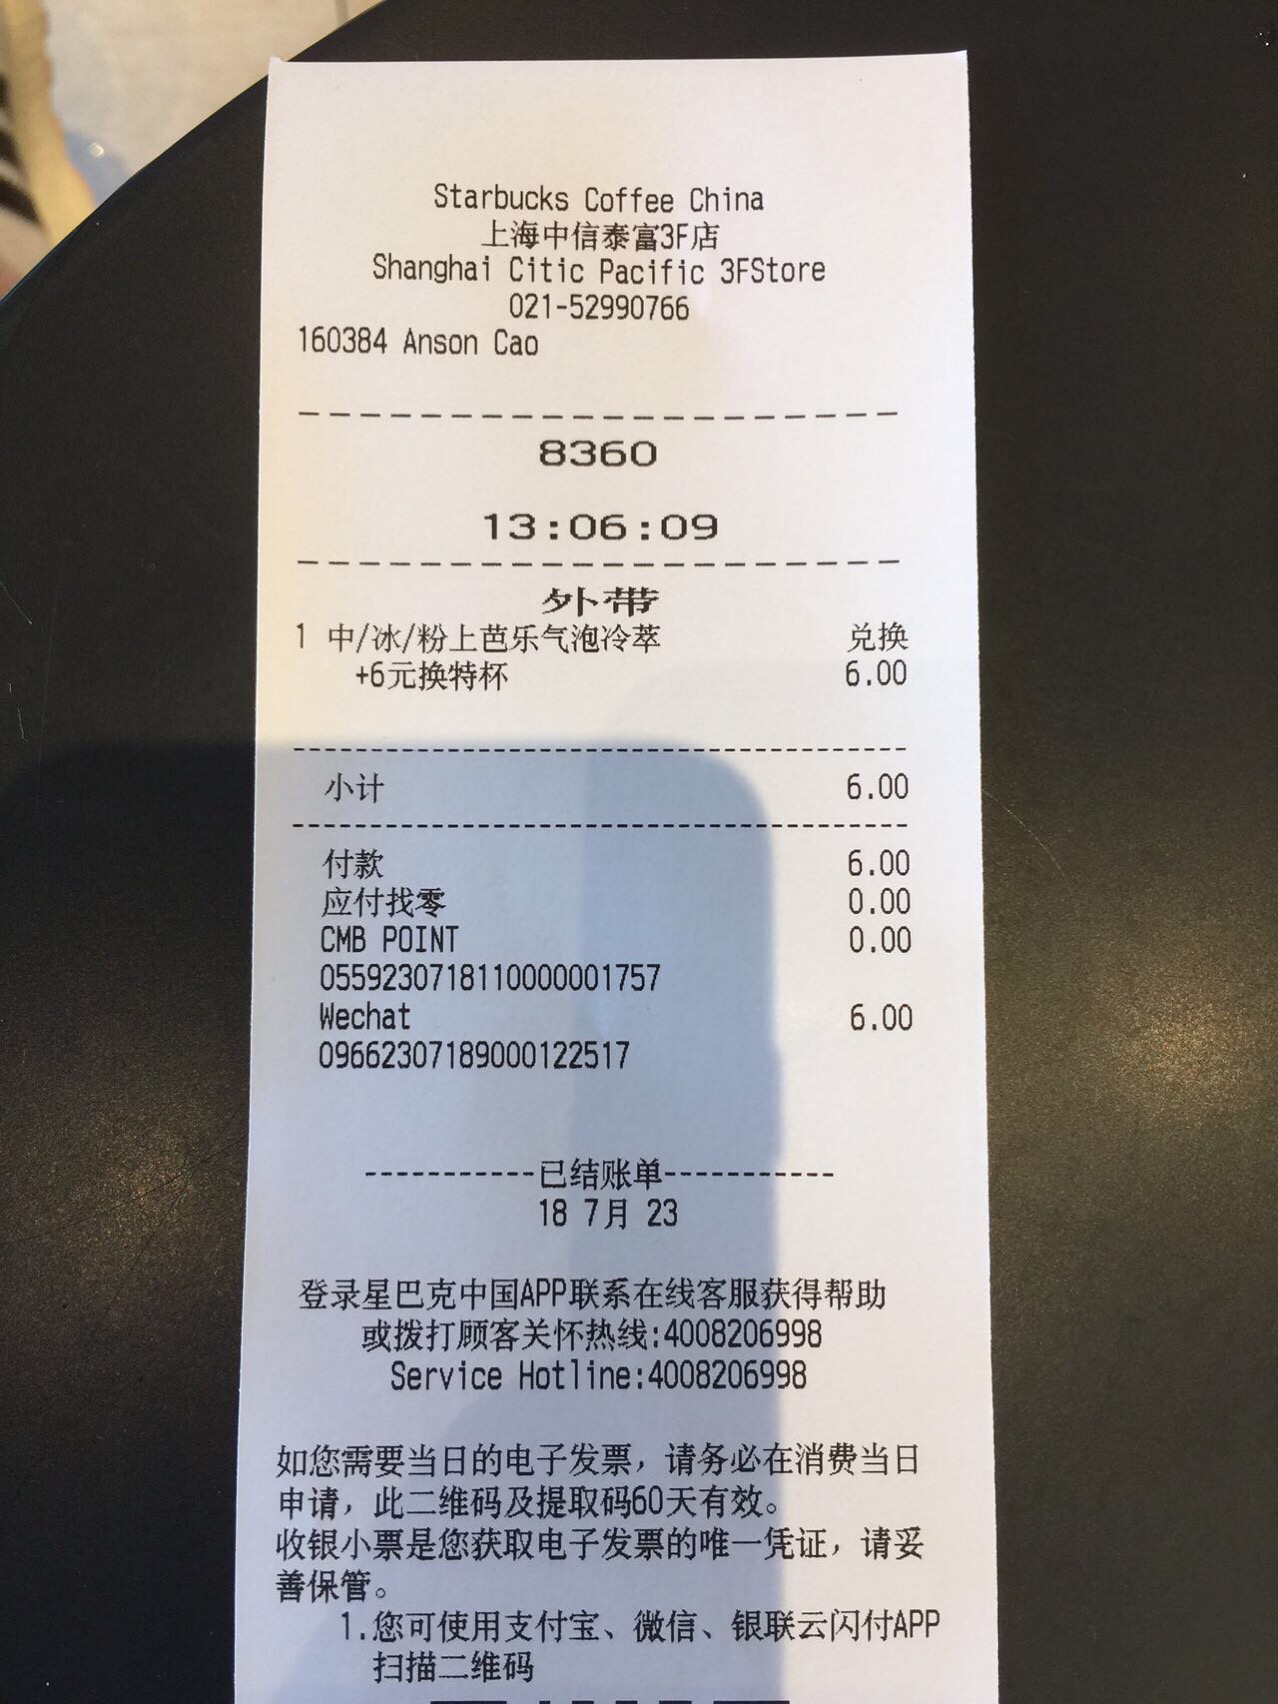 Starbucks Coffee China
上海中信泰富3F店
Shanghai Citic Pacific 3FStore
021-52990766
160384 Anson Cao
8360
13:06:09
外带
1 中/冰/粉上芭乐气泡冷萃 兑换
+6元换特杯 6.00
小计 6.00
付款 6.00
应付找零 0.00
CMB POINT 0.00
0559230718110000001757
Wechat 6.00
09662307189000122517
-----------已结账单-----------
18 7月 23
登录星巴克中国APP联系在线客服获得帮助
或拨打顾客关怀热线:4008206998
Service Hotline:4008206998
如您需要当日的电子发票，请务必在消费当日
申请，此二维码及提取码60天有效。
收银小票是您获取电子发票的唯一凭证，请妥
善保管。
1.您可使用支付宝、微信、银联云闪付APP
扫描二维码